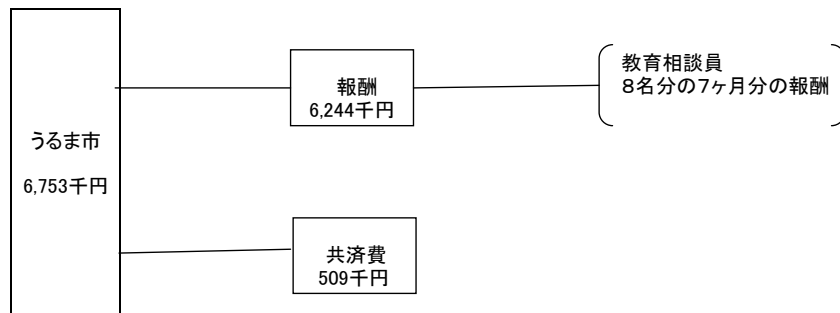 うるま市
6,753千円
報酬
6,244千円
教育相談員
8名分の7ヶ月分の報酬
共済費
509千円